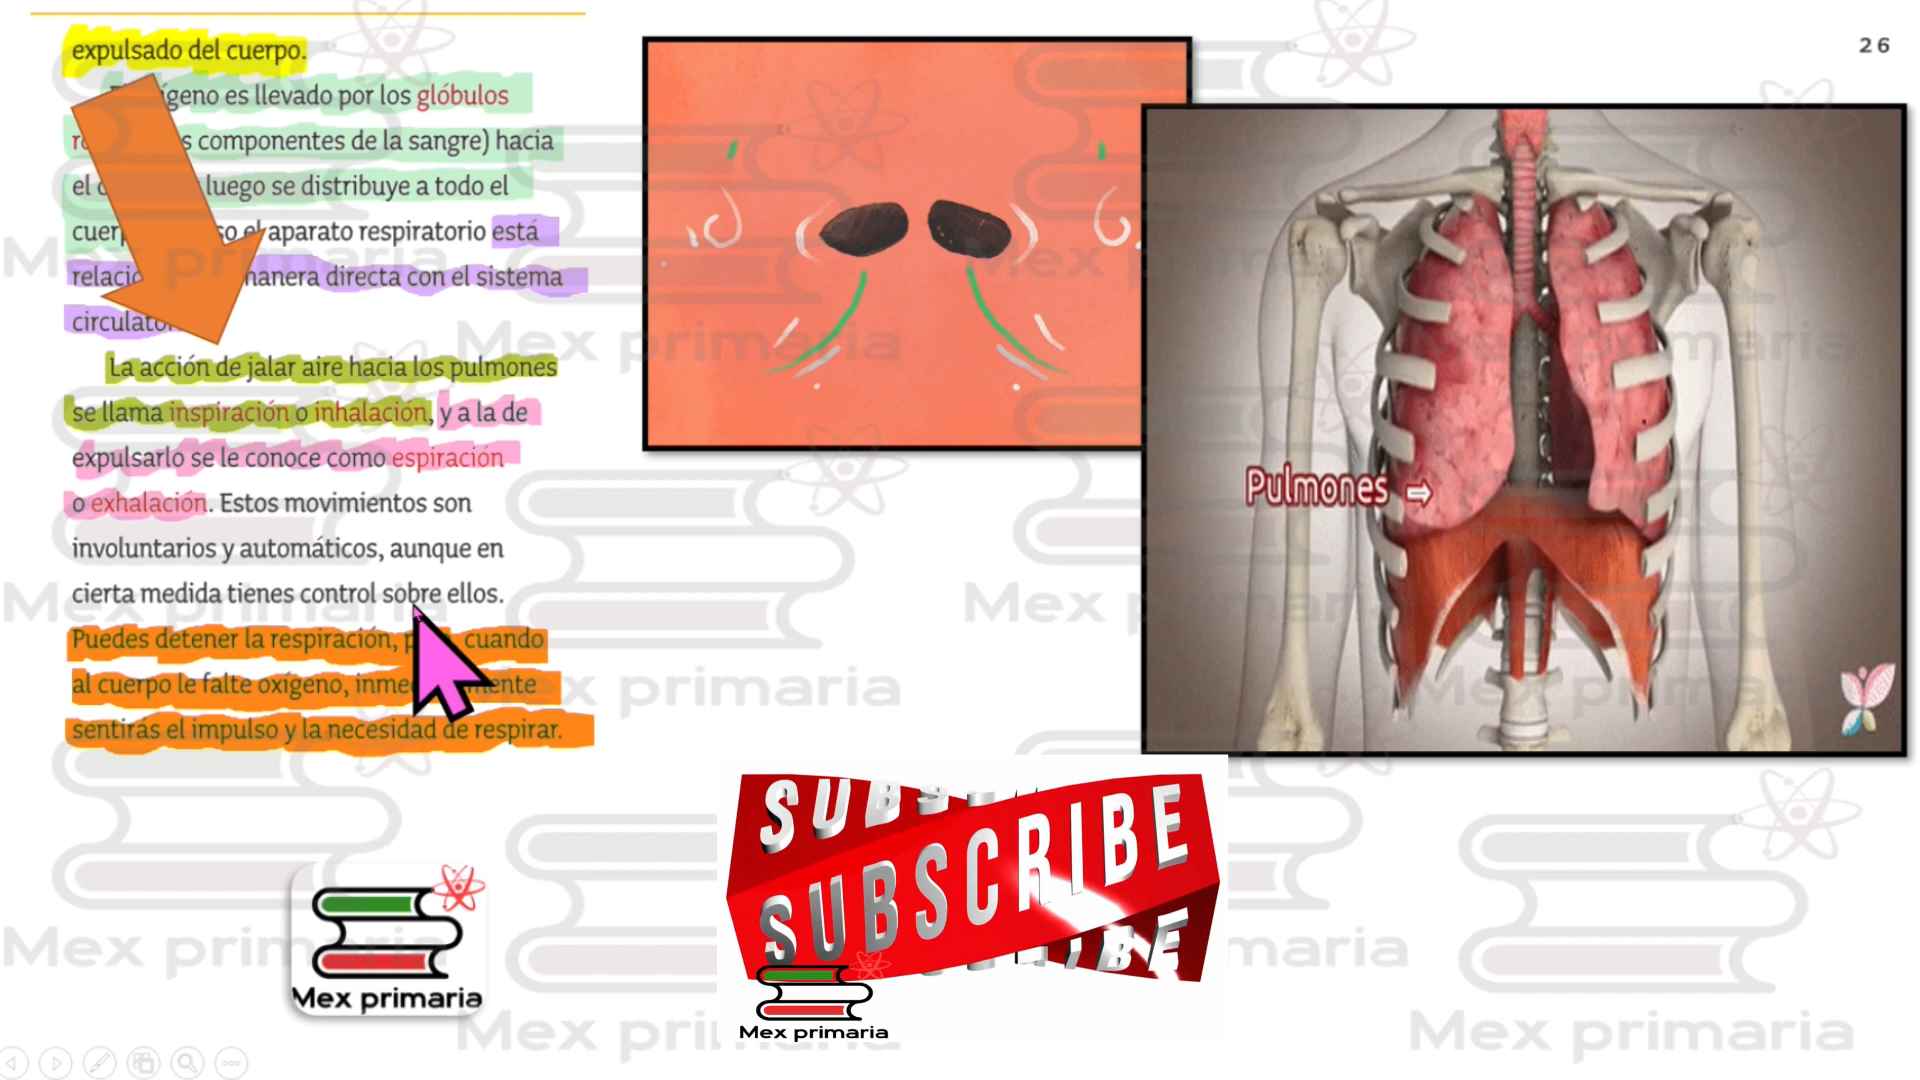 expulsado del cuerpo.
es llevado por los glóbulos
componentes de la sangre) hacia
el luego se distribuye a todo el
el aparato respiratorio está
directa con el sistema
La acción de jalar aire hacia los pulmones
se llama inspiración o inhalación, y a la de
expulsarlo se le conoce como espiración
o exhalación. Estos movimientos son
involuntarios y automáticos, aunque en
cierta medida tienes control sobre ellos.
Puedes detener la respiración, cuando
al cuerpo le falte oxígeno,
sentirás el impulso y la necesidad de respirar.
26
Pulmones
SUBSCRIBE
Mex primaria
Mex primaria